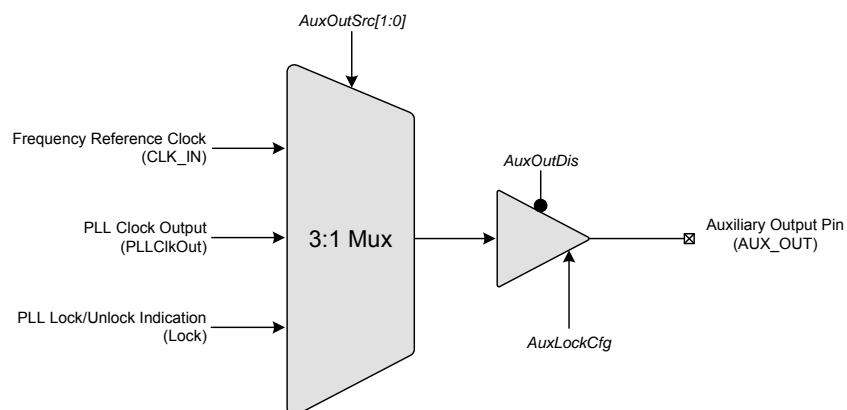 AuxOutSrc[1:0]
Frequency Reference Clock
(CLK_IN)
PLL Clock Output
(PLLClkOut)
PLL Lock/Unlock Indication
(Lock)
3:1 Mux
AuxOutDis
AuxLockCfg
Auxiliary Output Pin
(AUX_OUT)